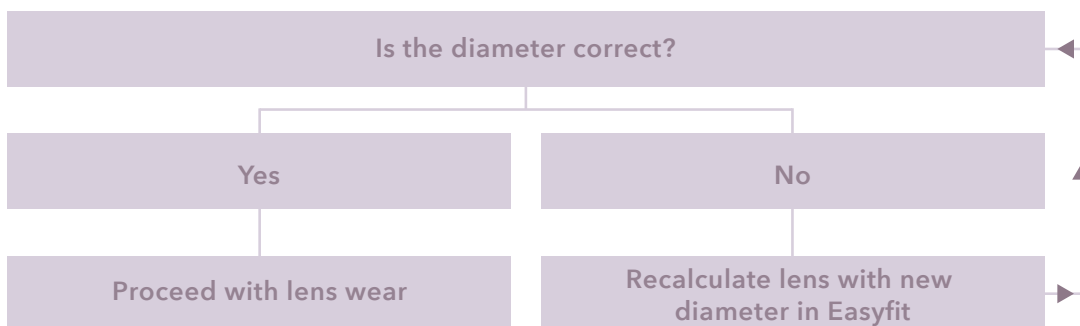 Is the diameter correct?
Yes
No
Proceed with lens wear
Recalculate lens with new
diameter in Easyfit